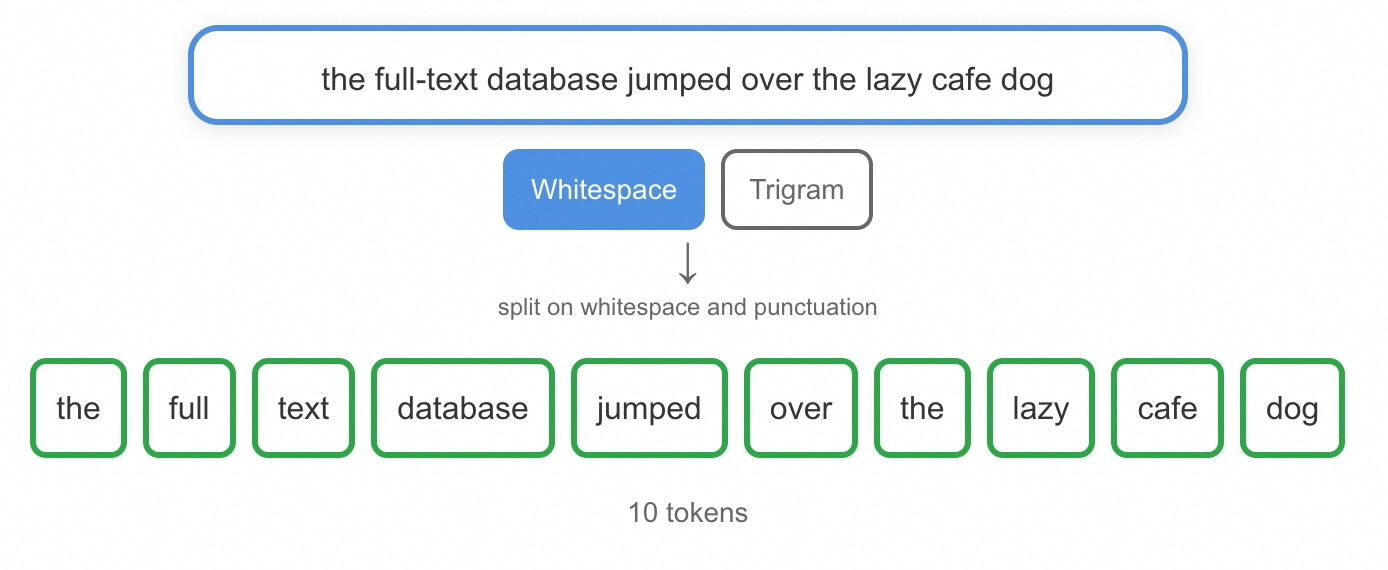 the full-text database jumped over the lazy cafe dog
Whitespace Trigram
split on whitespace and punctuation
the full text database jumped over the lazy cafe dog
10 tokens